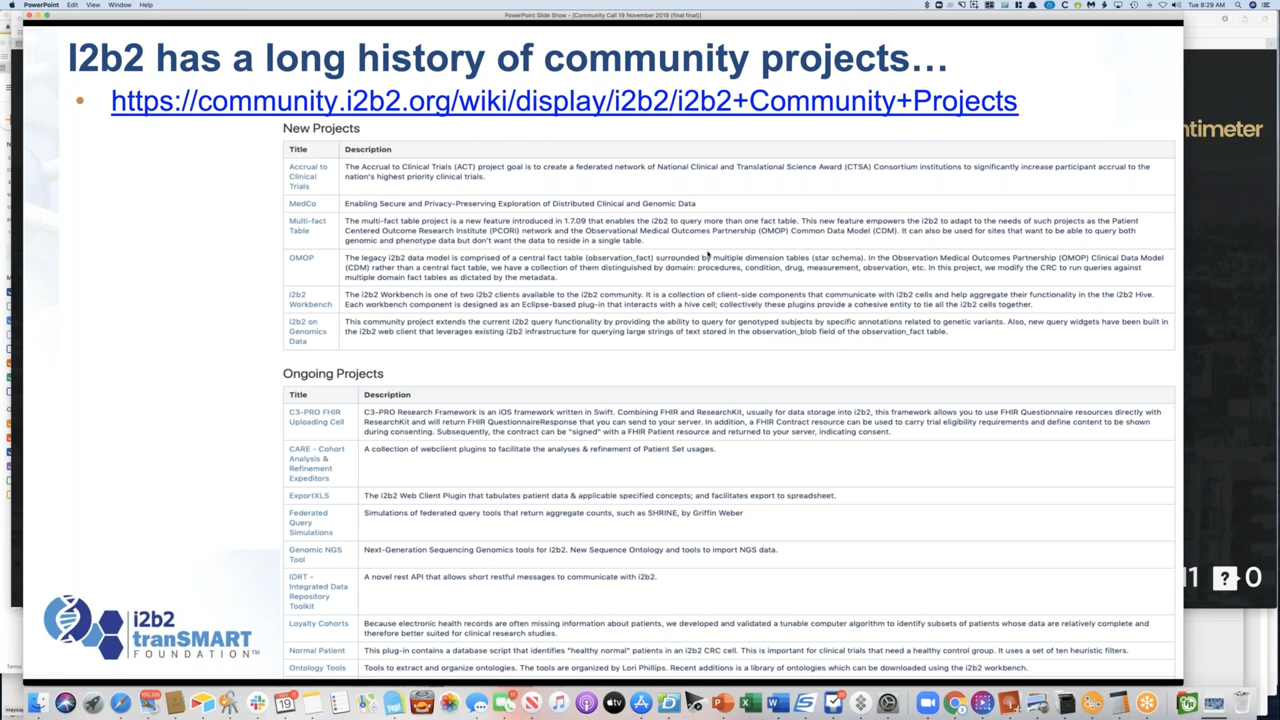 PowerPoint Edit View Window Help
Tue 8:29 AM
PowerPoint Slide Show - [Community Call 19 November 2019 (final final)]
I2b2 has a long history of community projects…
• https://community.i2b2.org/wiki/display/i2b2/i2b2+Community+Projects
New Projects
Title Description
Accrual to Clinical Trials The Accrual to Clinical Trials (ACT) project goal is to create a federated network of National Clinical and Translational Science Award (CTSA) Consortium institutions to significantly increase participant accrual to the
nation's highest priority clinical trials.
MedCo Enabling Secure and Privacy-Preserving Exploration of Distributed Clinical and Genomic Data
Multi-fact Table The multi-fact table project is a new feature introduced in 1.7.09 that enables the i2b2 to query more than one fact table. This new feature empowers the i2b2 to adapt to the needs of such projects as the Patient
Centered Outcome Research Institute (PCORI) network and the Observational Medical Outcomes Partnership (OMOP) Common Data Model (CDM). It can also be used for sites that want to be able to query both
genomic and phenotype data but don't want the data to reside in a single table.
OMOP The legacy i2b2 data model is comprised of a central fact table (observation_fact) surrounded by multiple dimension tables (star schema). In the Observation Medical Outcomes Partnership (OMOP) Clinical Data Model
(CDM) rather than a central fact table, we have a collection of them distinguished by domain: procedures, condition, drug, measurement, observation, etc. In this project, we modify the CRC to run queries against
multiple domain fact tables as dictated by the metadata.
i2b2 Workbench The i2b2 Workbench is one of two i2b2 clients available to the i2b2 community. It is a collection of client-side components that communicate with i2b2 cells and help aggregate their functionality in the the i2b2 Hive.
Each workbench component is designed as an Eclipse-based plug-in that interacts with a hive cell; collectively these plugins provide a cohesive entity to tie all the i2b2 cells together.
i2b2 on Genomics Data This community project extends the current i2b2 query functionality by providing the ability to query for genotyped subjects by specific annotations related to genetic variants. Also, new query widgets have been built in
the i2b2 web client that leverages existing i2b2 infrastructure for querying large strings of text stored in the observation_blob field of the observation_fact table.
Ongoing Projects
Title Description
C3-PRO FHIR Uploading Cell C3-PRO Research Framework is an iOS framework written in Swift. Combining FHIR and ResearchKit, usually for data storage into i2b2, this framework allows you to use FHIR Questionnaire resources directly with
ResearchKit and will return FHIR QuestionnaireResponse that you can send to your server. In addition, a FHIR Contract resource can be used to carry trial eligibility requirements and define content to be shown
during consenting. Subsequently, the contract can be "signed" with a FHIR Patient resource and returned to your server, indicating consent.
CARE - Cohort Analysis & Refinement Expeditors A collection of webclient plugins to facilitate the analyses & refinement of Patient Set usages.
ExportXLS The i2b2 Web Client Plugin that tabulates patient data & applicable specified concepts; and facilitates export to spreadsheet.
Federated Query Simulations Simulations of federated query tools that return aggregate counts, such as SHRINE, by Griffin Weber
Genomic NGS Tool Next-Generation Sequencing Genomics tools for i2b2. New Sequence Ontology and tools to import NGS data.
IDRT - Integrated Data Repository Toolkit A novel rest API that allows short restful messages to communicate with i2b2.
Loyalty Cohorts Because electronic health records are often missing information about patients, we developed and validated a tunable computer algorithm to identify subsets of patients whose data are relatively complete and
therefore better suited for clinical research studies.
Normal Patient This plug-in contains a database script that identifies "healthy normal" patients in an i2b2 CRC cell. This is important for clinical trials that need a healthy control group. It uses a set of ten heuristic filters.
Ontology Tools Tools to extract and organize ontologies. The tools are organized by Lori Phillips. Recent additions is a library of ontologies which can be downloaded using the i2b2 workbench.
i2b2
tranSMART
FOUNDATION™
ntimeter
11 ? 0